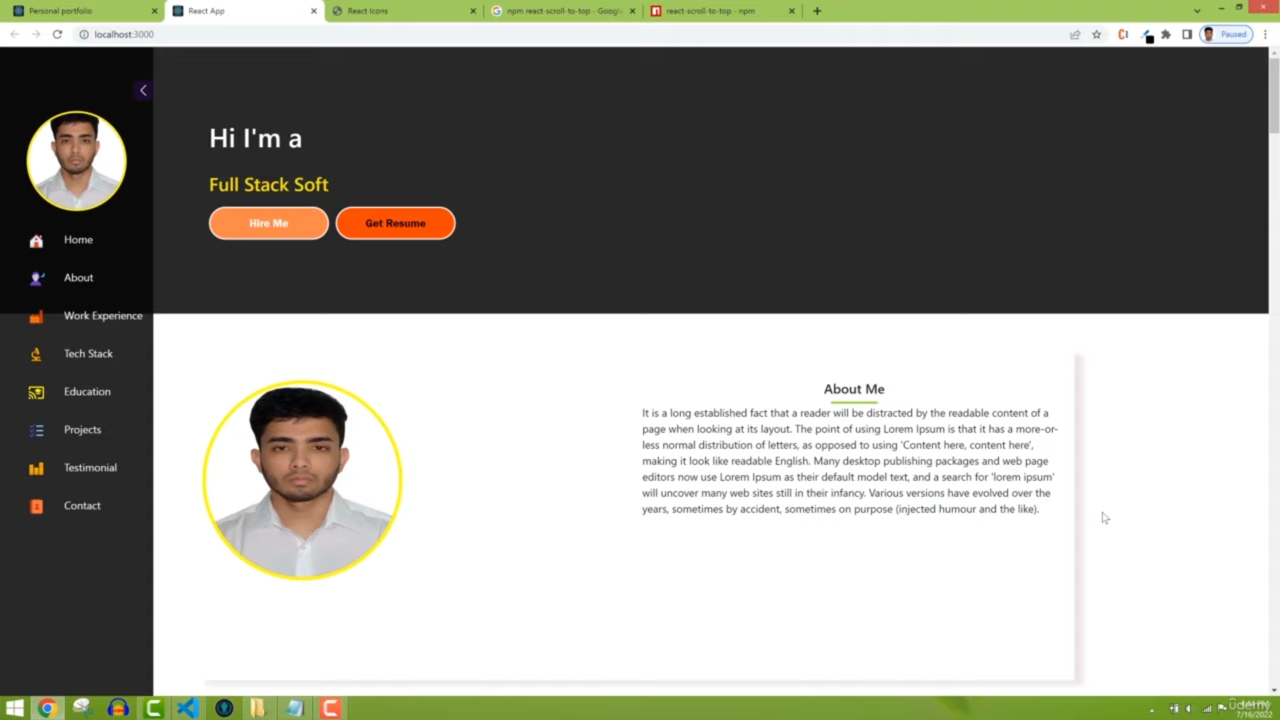 Personal portfolio
React App
React Icons
npm react-scroll-to-top - Googl
react-scroll-to-top - npm
localhost:3000
Paused
Home
About
Work Experience
Tech Stack
Education
Projects
Testimonial
Contact
Hi I'm a
Full Stack Soft
Hire Me
Get Resume
About Me
It is a long established fact that a reader will be distracted by the readable content of a
page when looking at its layout. The point of using Lorem Ipsum is that it has a more-or-
less normal distribution of letters, as opposed to using 'Content here, content here',
making it look like readable English. Many desktop publishing packages and web page
editors now use Lorem Ipsum as their default model text, and a search for 'lorem ipsum'
will uncover many web sites still in their infancy. Various versions have evolved over the
years, sometimes by accident, sometimes on purpose (injected humour and the like).
udemy
7/16/2022